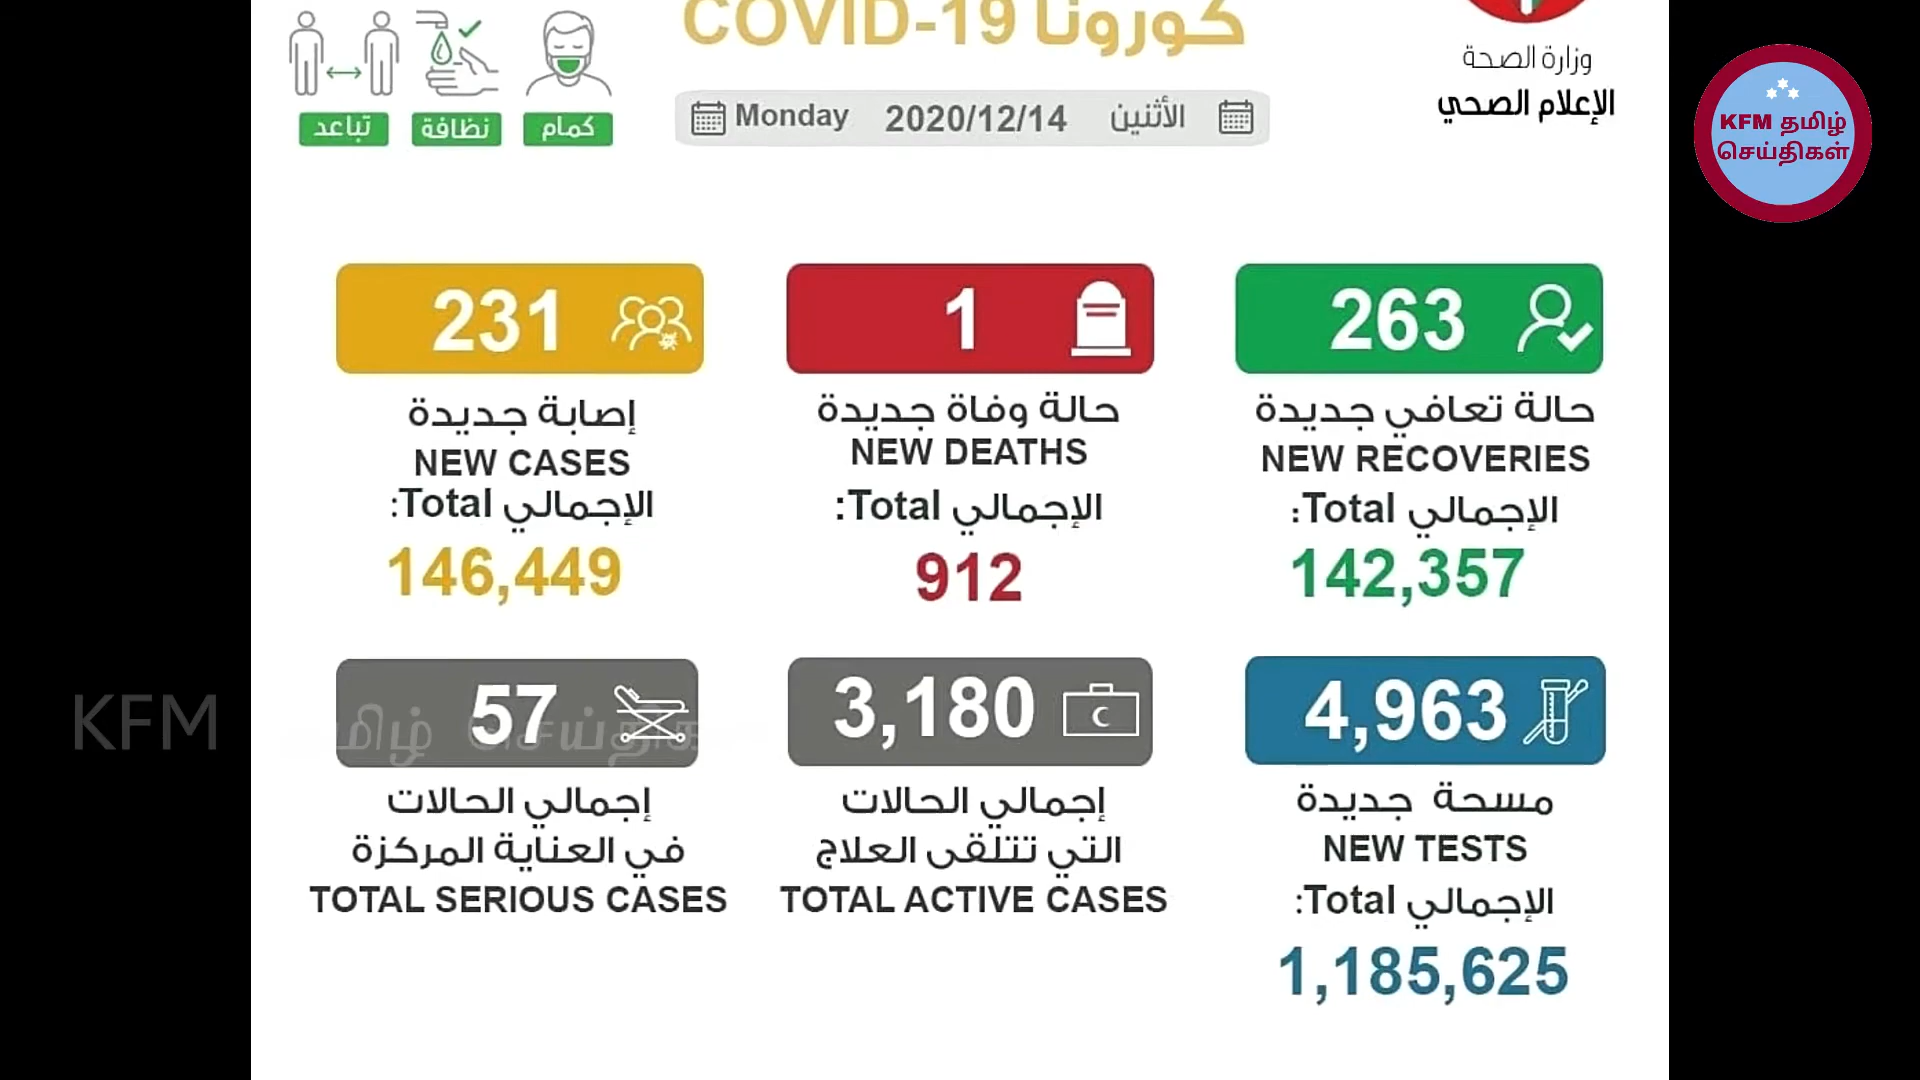 COVID-19 كورونا
وزارة الصحة
الإعلام الصحي
تباعد
نظافة
كمام
Monday 2020/12/14 الأثنين
KFM தமிழ்
செய்திகள்
231
إصابة جديدة
NEW CASES
الإجمالي Total:
146,449
1
حالة وفاة جديدة
NEW DEATHS
الإجمالي Total:
912
263
حالة تعافي جديدة
NEW RECOVERIES
الإجمالي Total:
142,357
57
إجمالي الحالات
في العناية المركزة
TOTAL SERIOUS CASES
3,180
إجمالي الحالات
التي تتلقى العلاج
TOTAL ACTIVE CASES
4,963
مسحة جديدة
NEW TESTS
الإجمالي Total:
1,185,625
KFM